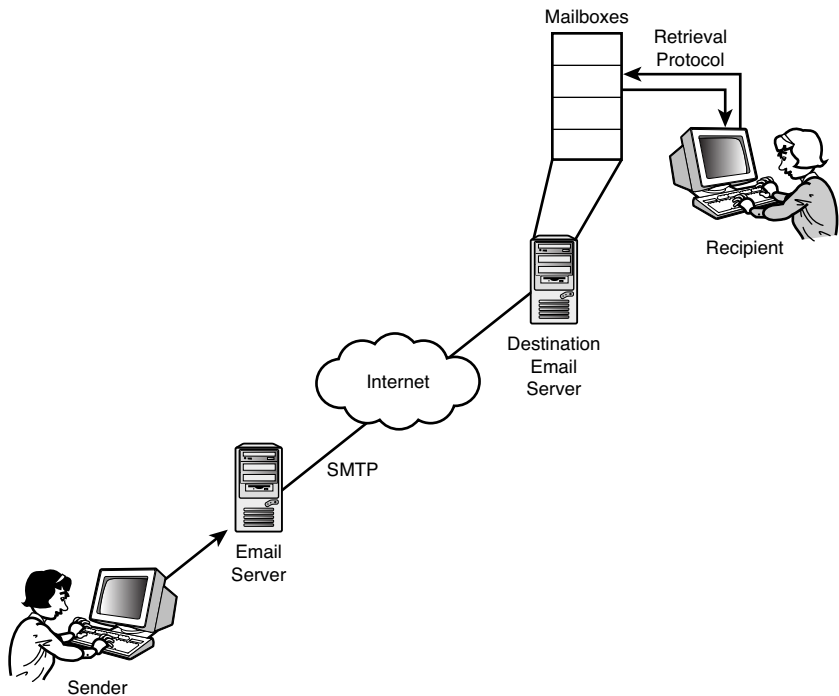 Mailboxes
Retrieval
Protocol
Recipient
Destination
Email
Server
Internet
SMTP
Email
Server
Sender